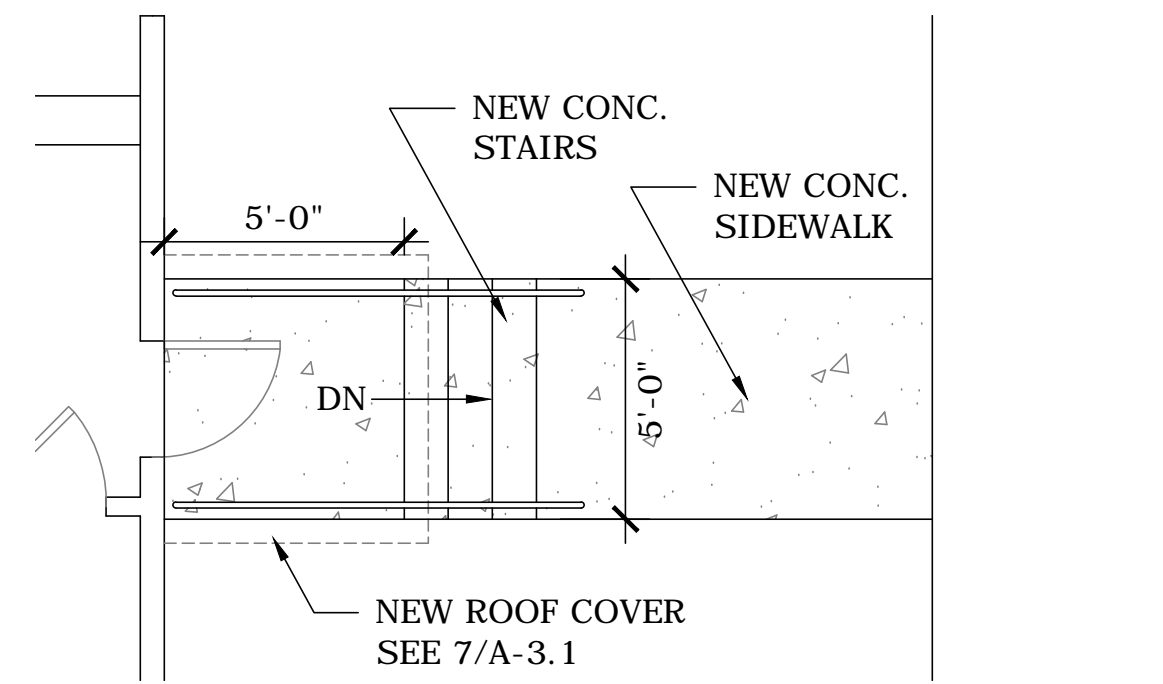 NEW CONC.
STAIRS
NEW CONC.
SIDEWALK
5'-0"
DN
5'-0"
NEW ROOF COVER
SEE 7/A-3.1